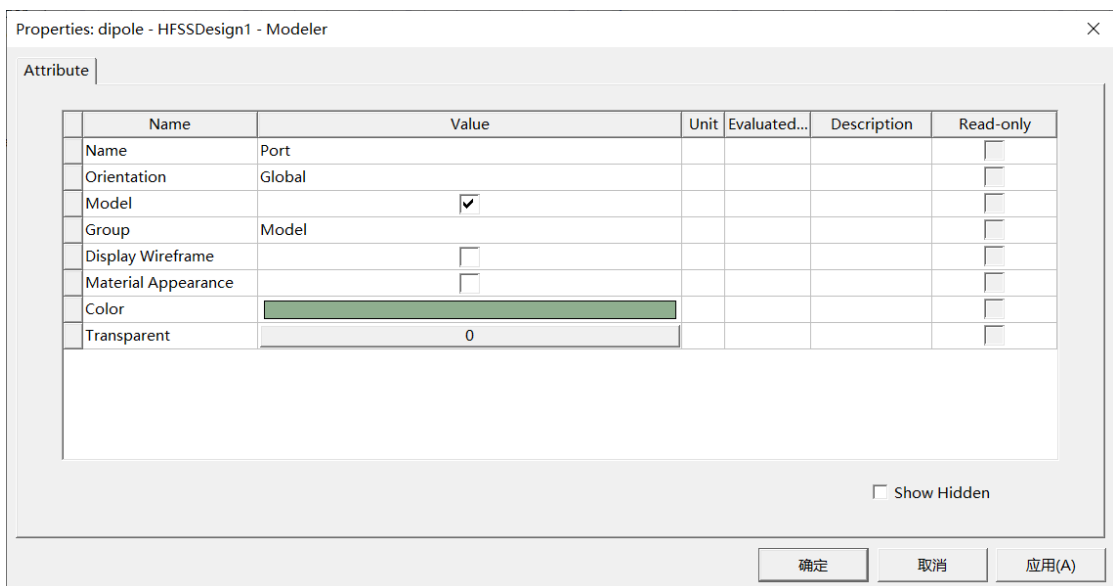 Properties: dipole - HFSSDesign1 - Modeler
Attribute
Name Value Unit Evaluated... Description Read-only
Name Port
Orientation Global
Model
Group Model
Display Wireframe
Material Appearance
Color
Transparent 0
Show Hidden
确定 取消 应用(A)